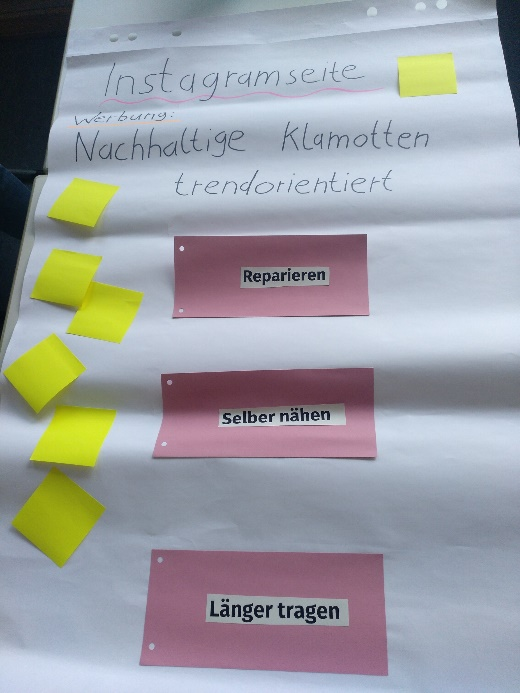 Instagramseite
Werbung:
Nachhaltige Klamotten
trendorientiert
Reparieren
Selber nähen
Länger tragen